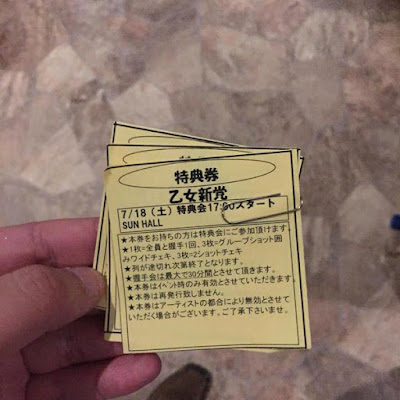 特典券
乙女新党
7/18（土）特典会17:00スタート
SUN HALL
★本券をお持ちの方は特典会にご参加頂けます。
★1枚=全員と握手1回、3枚=グループショット囲
みワイドチェキ、3枚=2ショットチェキ
★列が途切れ次第終了となります。
★握手会は最大で30分間とさせて頂きます。
★本券はイベント時のみ有効とさせていただきます。
★本券は再発行致しません。
★本券はアーティストの都合により無効とさせて
いただく場合がございます。ご了承下さいませ。